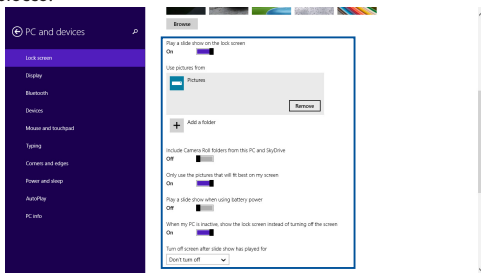 Browse
PC and devices
Play a slide show on the lock screen
On
Lock screen
Use pictures from
Display
Pictures
Bluetooth
Devices
Remove
Mouse and touchpad
Add a folder
Typing
Include Camera Roll folders from this PC and SkyDrive
Off
Corners and edges
Power and sleep
Only use the pictures that will fit best on my screen
On
AutoPlay
Play a slide show when using battery power
Off
PC info
When my PC is inactive, show the lock screen instead of turning off the screen
On
Turn off screen after slide show has played for
Don't turn off